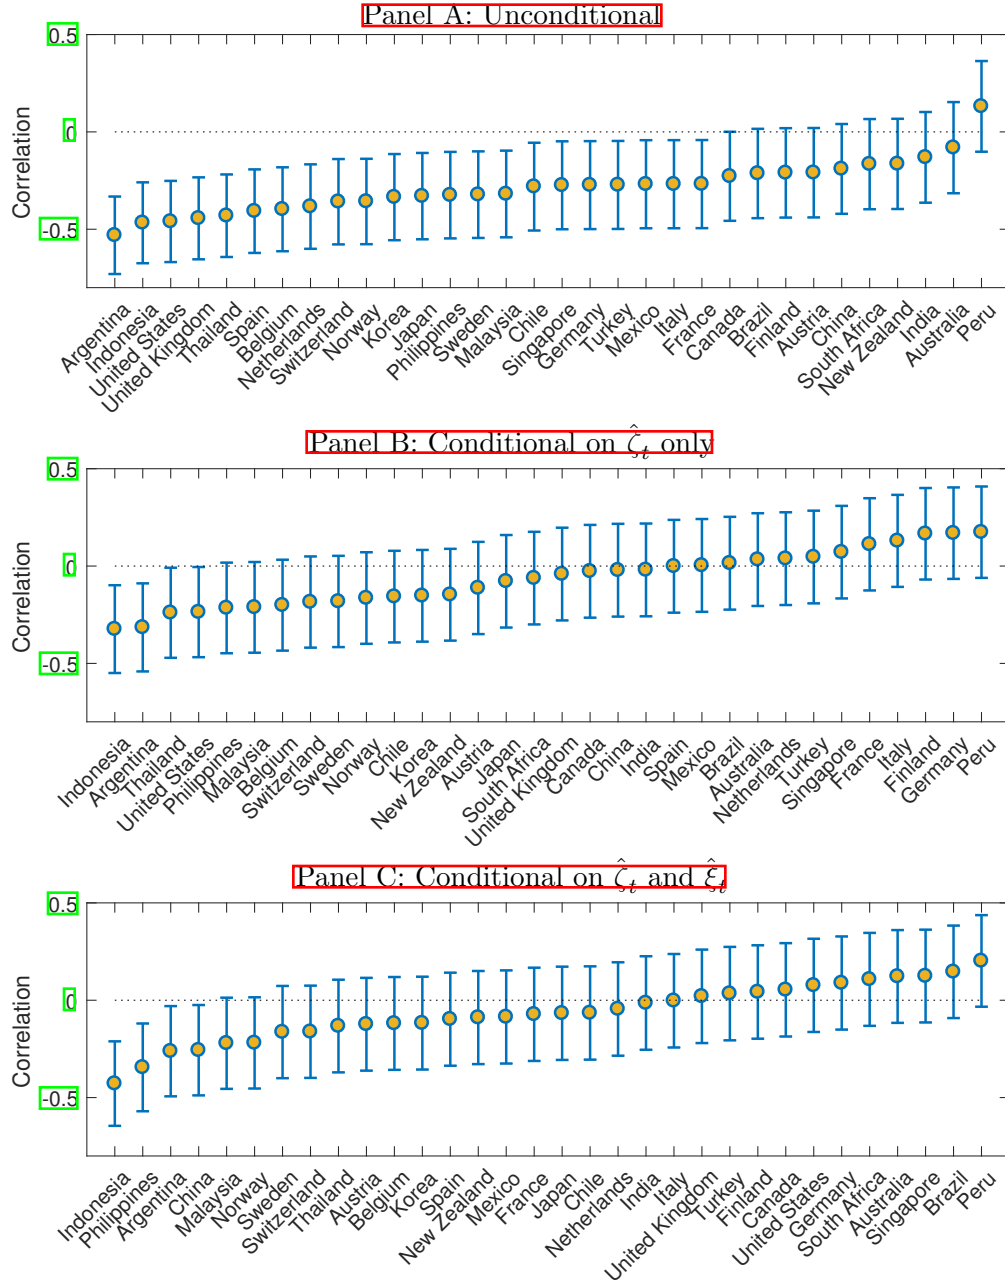 Panel A: Unconditional
0.5
0
-0.5
Correlation
Argentina
Indonesia
United States
United Kingdom
Thailand
Spain
Belgium
Netherlands
Switzerland
Norway
Korea
Japan
Philippines
Sweden
Malaysia
Chile
Singapore
Germany
Turkey
Mexico
Italy
France
Canada
Brazil
Finland
Austria
China
South Africa
New Zealand
India
Australia
Peru
Panel B: Conditional on ζ̂_t only
0.5
0
-0.5
Correlation
Indonesia
Argentina
Thailand
United States
Philippines
Malaysia
Belgium
Switzerland
Sweden
Norway
Chile
Korea
New Zealand
Austria
Japan
South Africa
United Kingdom
Canada
China
India
Spain
Mexico
Brazil
Australia
Netherlands
Turkey
Singapore
France
Italy
Finland
Germany
Peru
Panel C: Conditional on ζ̂_t and ξ̂_t
0.5
0
-0.5
Correlation
Indonesia
Philippines
Argentina
China
Malaysia
Norway
Sweden
Switzerland
Thailand
Austria
Belgium
Korea
Spain
New Zealand
Mexico
France
Japan
Chile
Netherlands
India
Italy
United Kingdom
Turkey
Finland
Canada
United States
Germany
South Africa
Australia
Singapore
Brazil
Peru